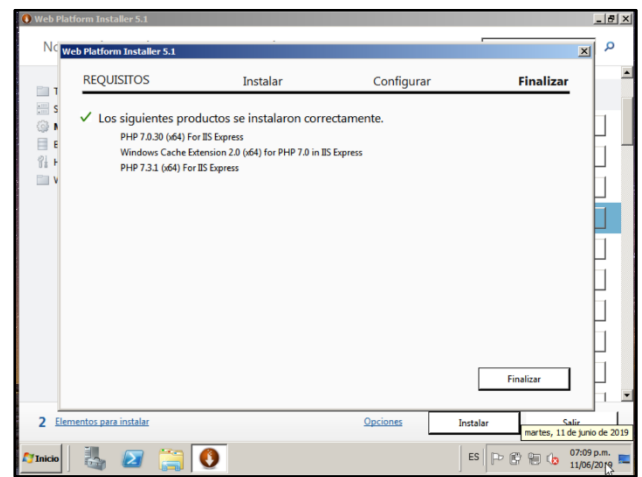 Web Platform Installer 5.1
Web Platform Installer 5.1
REQUISITOS Instalar Configurar Finalizar
Los siguientes productos se instalaron correctamente.
PHP 7.0.30 (x64) For IIS Express
Windows Cache Extension 2.0 (x64) for PHP 7.0 in IIS Express
PHP 7.3.1 (x64) For IIS Express
Finalizar
2 Elementos para instalar Opciones Instalar Salir
martes, 11 de junio de 2019
Inicio ES 07:09 p.m.
11/06/2019